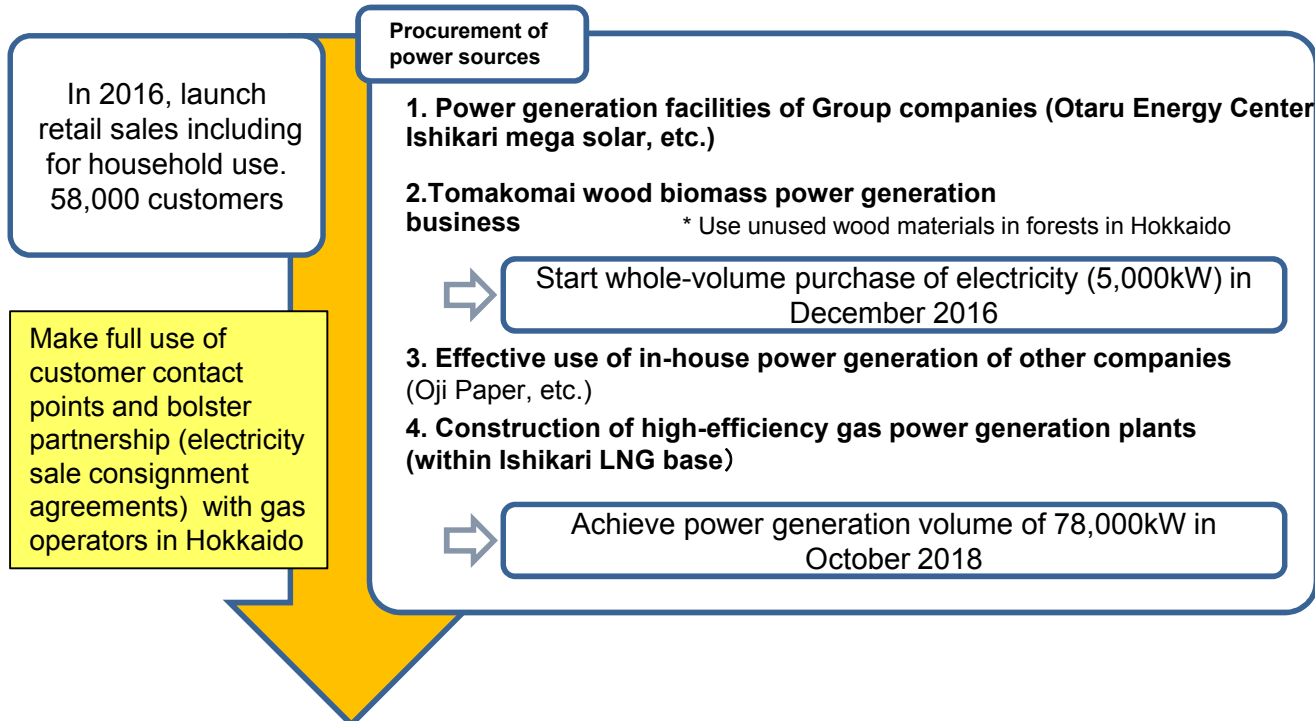 Procurement of
power sources
In 2016, launch
retail sales including
for household use.
58,000 customers
1. Power generation facilities of Group companies (Otaru Energy Center
Ishikari mega solar, etc.)
2.Tomakomai wood biomass power generation
business
* Use unused wood materials in forests in Hokkaido
Start whole-volume purchase of electricity (5,000kW) in
December 2016
Make full use of
customer contact
points and bolster
partnership (electricity
sale consignment
agreements) with gas
operators in Hokkaido
3. Effective use of in-house power generation of other companies
(Oji Paper, etc.)
4. Construction of high-efficiency gas power generation plants
(within Ishikari LNG base）
Achieve power generation volume of 78,000kW in
October 2018